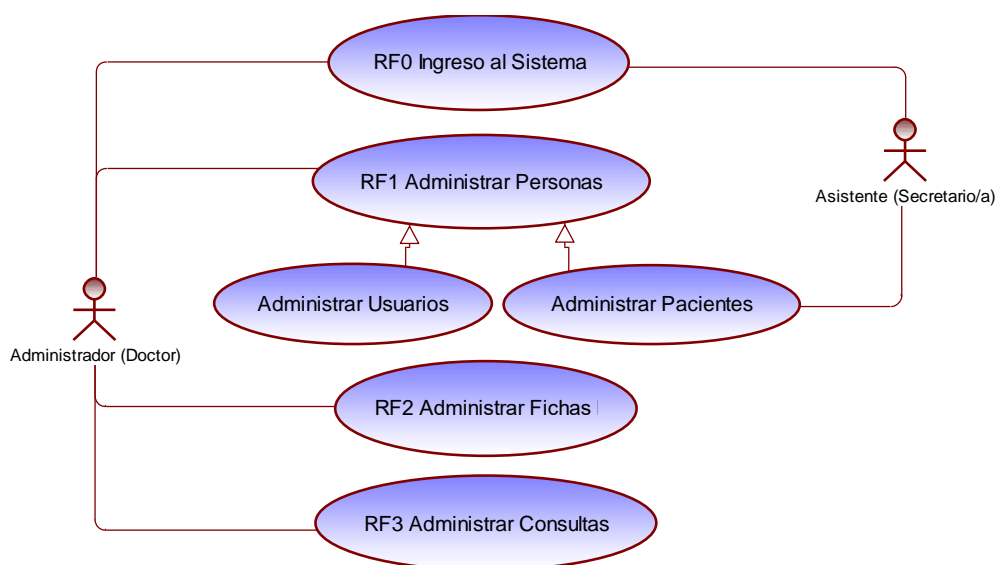 RF0 Ingreso al Sistema
RF1 Administrar Personas
Asistente (Secretario/a)
Administrar Usuarios
Administrar Pacientes
Administrador (Doctor)
RF2 Administrar Fichas
RF3 Administrar Consultas